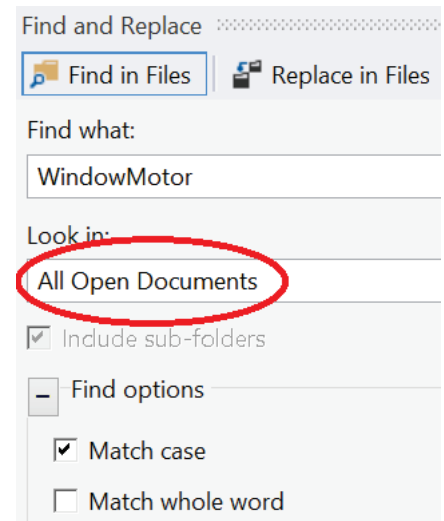 Find and Replace
Find in Files Replace in Files
Find what:
WindowMotor
Look in:
All Open Documents
Include sub-folders
Find options
Match case
Match whole word